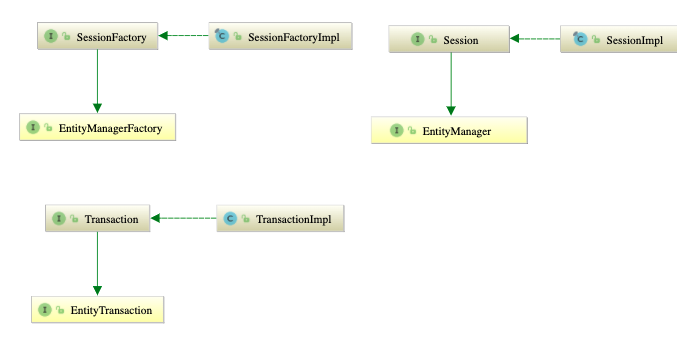 I SessionFactory
C SessionFactoryImpl
I Session
C SessionImpl
I EntityManagerFactory
I EntityManager
I Transaction
C TransactionImpl
I EntityTransaction